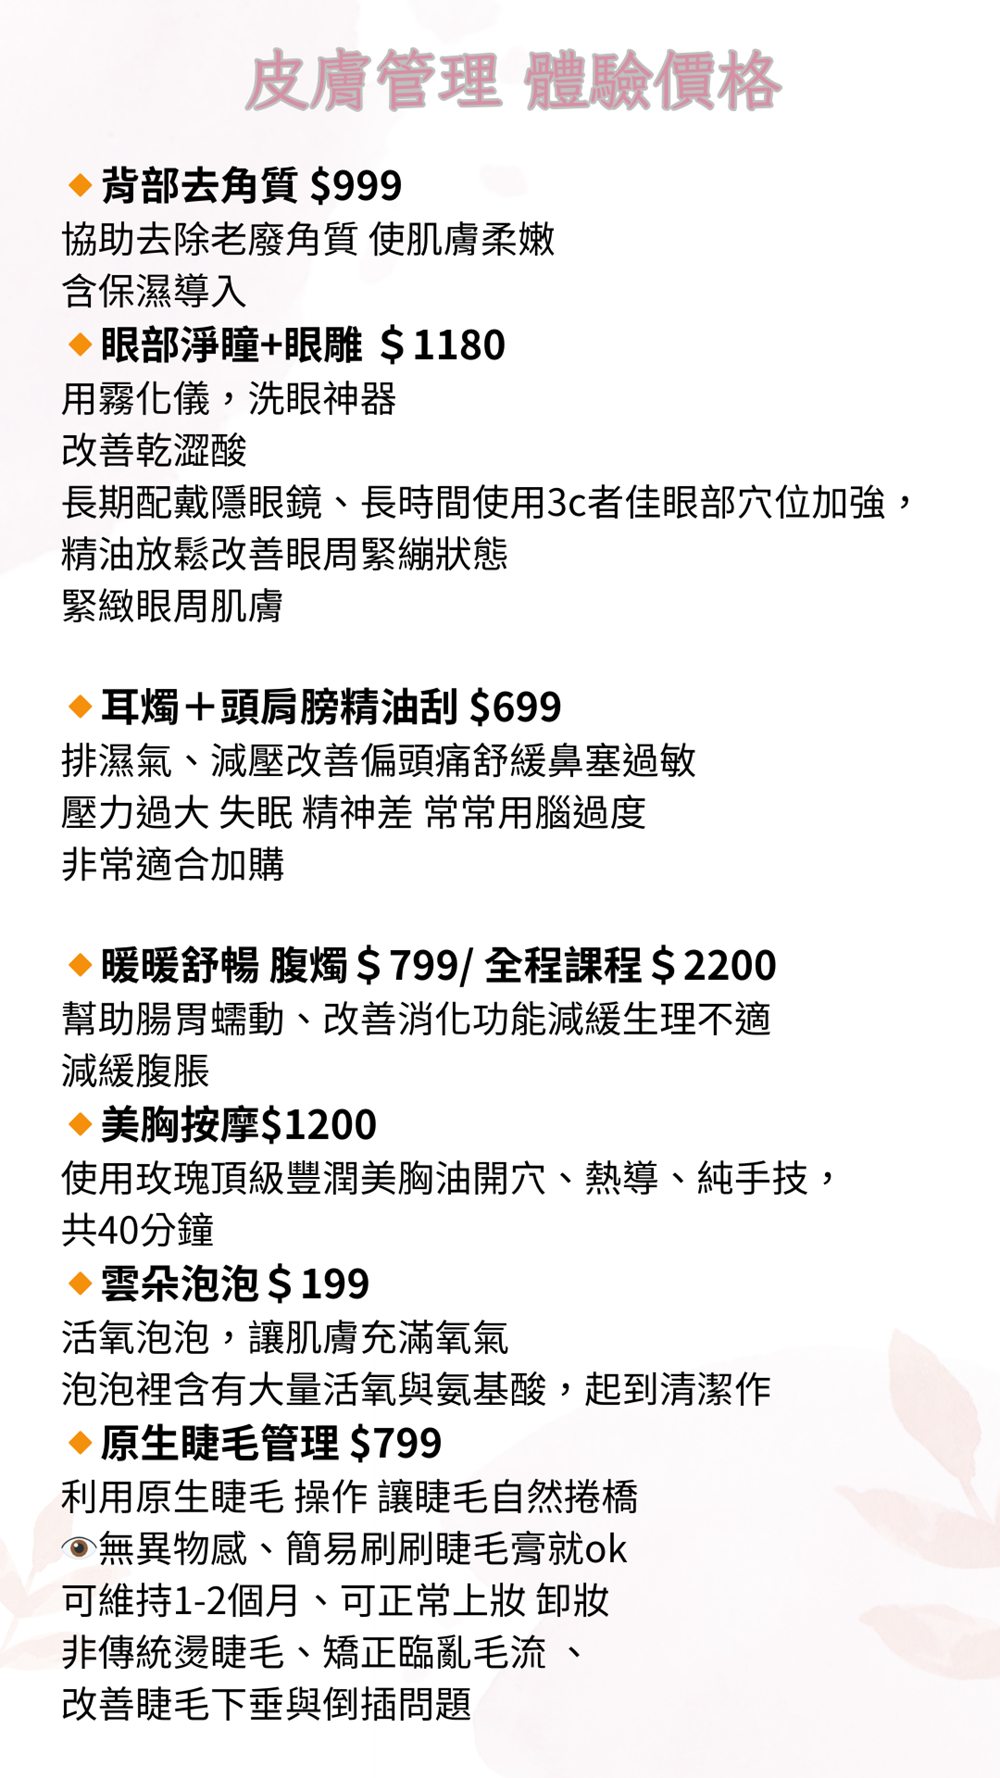 皮膚管理 體驗價格
🔸背部去角質 $999
協助去除老廢角質 使肌膚柔嫩
含保濕導入
🔸眼部淨瞳+眼雕 ＄1180
用霧化儀，洗眼神器
改善乾澀酸
長期配戴隱眼鏡、長時間使用3c者佳眼部穴位加強，
精油放鬆改善眼周緊繃狀態
緊緻眼周肌膚
🔸耳燭＋頭肩膀精油刮 $699
排濕氣、減壓改善偏頭痛舒緩鼻塞過敏
壓力過大 失眠 精神差 常常用腦過度
非常適合加購
🔸暖暖舒暢 腹燭＄799/ 全程課程＄2200
幫助腸胃蠕動、改善消化功能減緩生理不適
減緩腹脹
🔸美胸按摩$1200
使用玫瑰頂級豐潤美胸油開穴、熱導、純手技，
共40分鐘
🔸雲朵泡泡＄199
活氧泡泡，讓肌膚充滿氧氣
泡泡裡含有大量活氧與氨基酸，起到清潔作
🔸原生睫毛管理 $799
利用原生睫毛 操作 讓睫毛自然捲橋
👁️無異物感、簡易刷刷睫毛膏就ok
可維持1-2個月、可正常上妝 卸妝
非傳統燙睫毛、矯正臨亂毛流 、
改善睫毛下垂與倒插問題